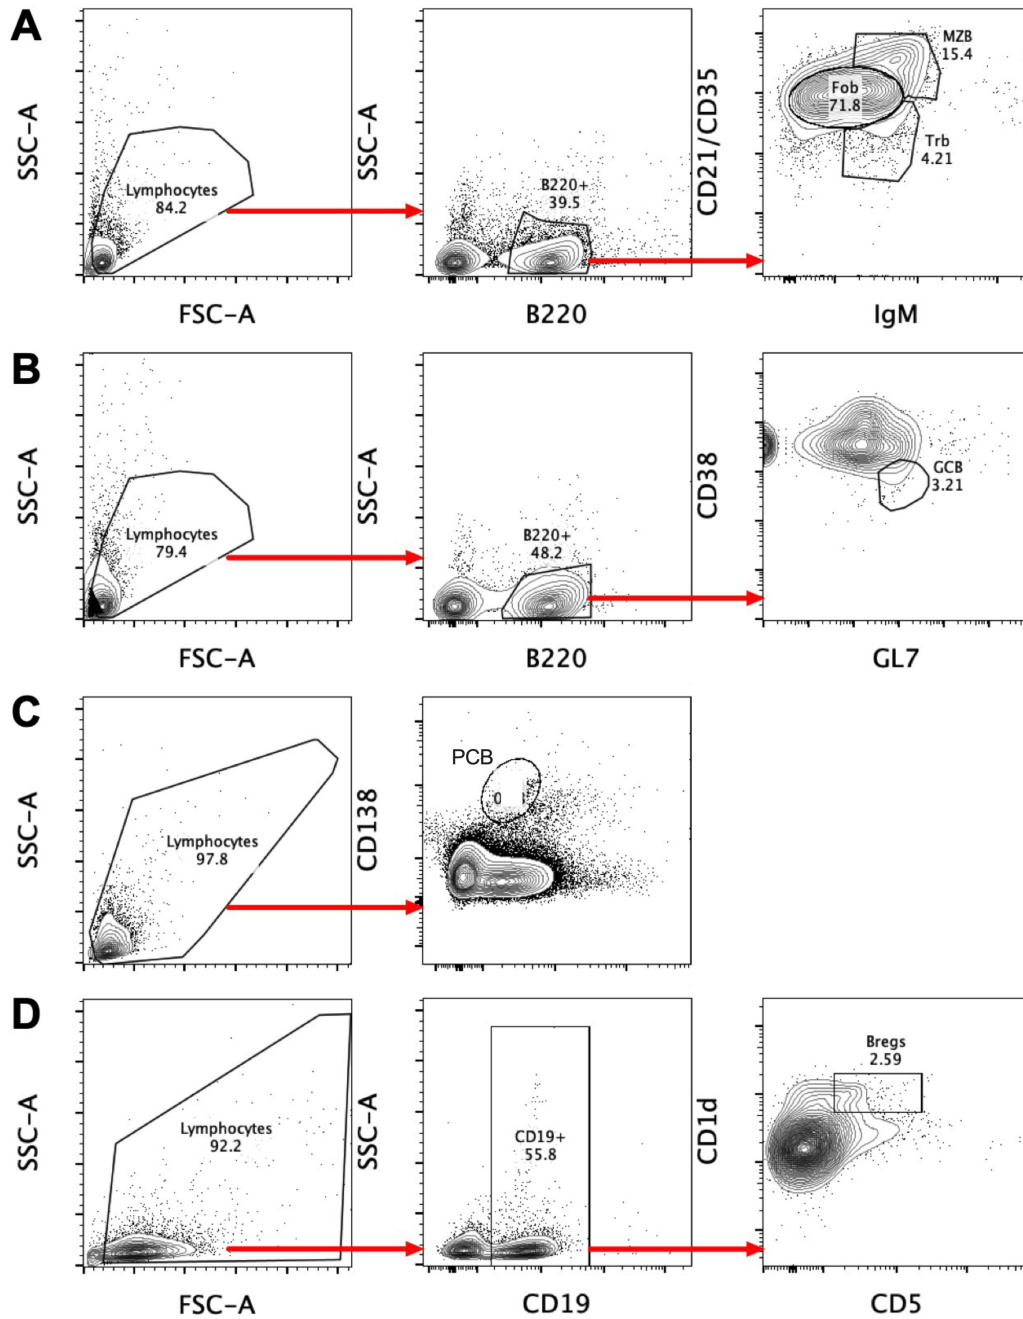 A
SSC-A
Lymphocytes
84.2
FSC-A
SSC-A
B220+
39.5
B220
CD21/CD35
MZB
15.4
Fob
71.8
Trb
4.21
IgM
B
SSC-A
Lymphocytes
79.4
FSC-A
SSC-A
B220+
48.2
B220
CD38
GCB
3.21
GL7
C
SSC-A
Lymphocytes
97.8
CD138
PCB
D
SSC-A
Lymphocytes
92.2
FSC-A
SSC-A
CD19+
55.8
CD19
CD1d
Bregs
2.59
CD5